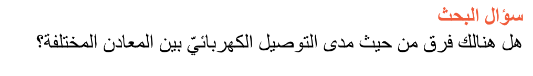 سؤال البحث
هل هنالك فرق من حيث مدى التوصيل الكهربائيّ بين المعادن المختلفة؟